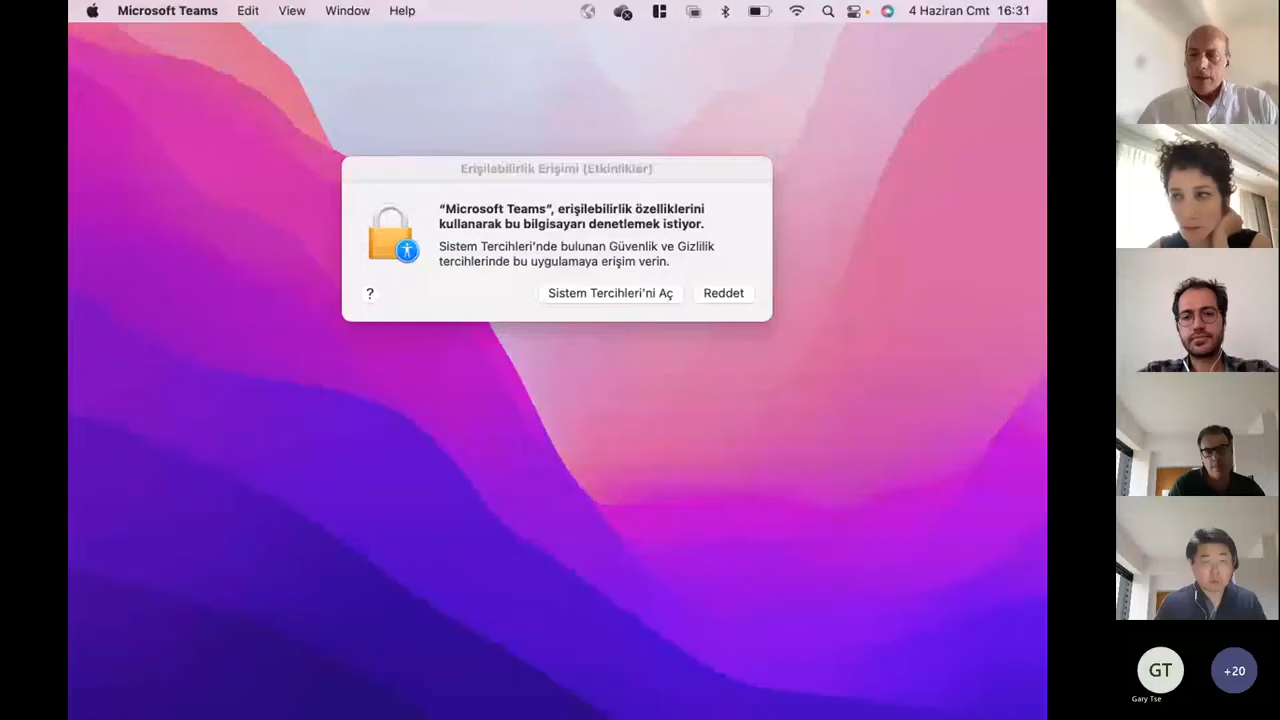 Microsoft Teams Edit View Window Help 4 Haziran Cmt 16:31
Erişilebilirlik Erişimi (Etkinlikler)
“Microsoft Teams”, erişilebilirlik özelliklerini
kullanarak bu bilgisayarı denetlemek istiyor.
Sistem Tercihleri’nde bulunan Güvenlik ve Gizlilik
tercihlerinde bu uygulamaya erişim verin.
? Sistem Tercihleri’ni Aç Reddet
GT +20
Gary Tse